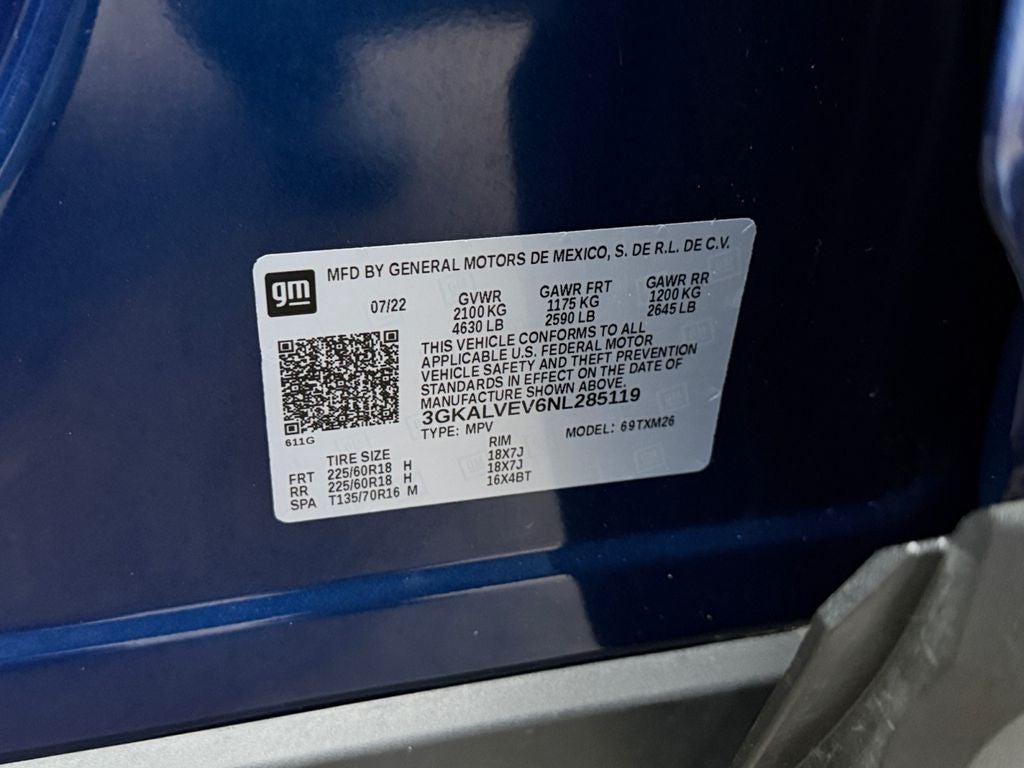 gm
MFD BY GENERAL MOTORS DE MEXICO, S. DE R.L. DE C.V.
07/22
GVWR
2100 KG
4630 LB
GAWR FRT
1175 KG
2590 LB
GAWR RR
1200 KG
2645 LB
THIS VEHICLE CONFORMS TO ALL
APPLICABLE U.S. FEDERAL MOTOR
VEHICLE SAFETY AND THEFT PREVENTION
STANDARDS IN EFFECT ON THE DATE OF
MANUFACTURE SHOWN ABOVE.
3GKALVEV6NL285119
TYPE: MPV MODEL: 69TXM26
611G
TIRE SIZE RIM
FRT 225/60R18 H 18X7J
RR 225/60R18 H 18X7J
SPA T135/70R16 M 16X4BT